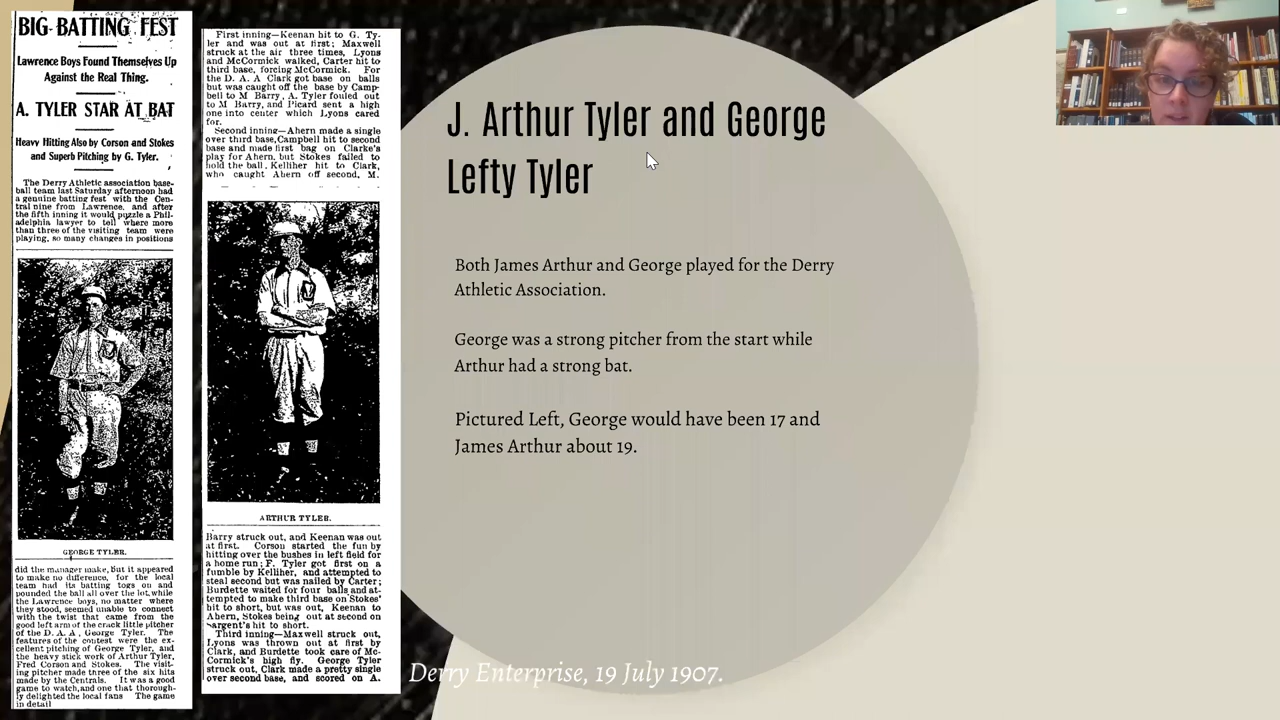 BIG BATTING FEST
Lawrence Boys Found Themselves Up
Against the Real Thing.
A. TYLER STAR AT BAT
Heavy Hitting Also by Corson and Stokes
and Superb Pitching by G. Tyler.
The Derry Athletic association base-
ball team last Saturday afternoon had
a genuine batting fest with the Cen-
tral nine from Lawrence, and after
the fifth inning it would puzzle a Phil-
adelphia lawyer to tell where more
than three of the visiting team were
playing, so many changes in positions
GEORGE TYLER.
did the manager make, but it appeared
to make no difference, for the local
team had its batting togs on and
pounded the ball all over the lot, while
the Lawrence boys, no matter where
they stood, seemed unable to connect
with the twist that came from the
good left arm of the crack little pitcher
of the D. A. A., George Tyler. The
features of the contest were the ex-
cellent pitching of George Tyler, and
the heavy stick work of Arthur Tyler,
Fred Corson and Stokes. The visit-
ing pitcher made three of the six hits
made by the Centrals. It was a good
game to watch, and one that thorough-
ly delighted the local fans The game
in detail
First inning—Keenan hit to G. Ty-
ler and was out at first; Maxwell
struck at the air three times, Lyons
and McCormick walked, Carter hit to
third base, forcing McCormick. For
the D. A. A Clark got base on balls
but was caught off the base by Camp-
bell to M Barry, A. Tyler fouled out
to M Barry, and Picard sent a high
one into center which Lyons cared
for.
Second inning—Ahern made a single
over third base, Campbell hit to second
base and made first bag on Clarke's
play for Ahern, but Stokes failed to
hold the ball, Kelliher hit to Clark,
who caught Ahern off second, M.
ARTHUR TYLER.
Barry struck out, and Keenan was out
at first. Corson started the fun by
hitting over the bushes in left field for
a home run; F. Tyler got first on a
fumble by Kelliher, and attempted to
steal second but was nailed by Carter;
Burdette waited for four balls and at-
tempted to make third base on Stokes'
hit to short, but was out, Keenan to
Ahern, Stokes being out at second on
Sargent's hit to short.
Third inning—Maxwell struck out,
Lyons was thrown out at first by
Clark, and Burdette took care of Mc-
Cormick's high fly. George Tyler
struck out, Clark made a pretty single
over second base, and scored on A.
J. Arthur Tyler and George
Lefty Tyler
Both James Arthur and George played for the Derry
Athletic Association.
George was a strong pitcher from the start while
Arthur had a strong bat.
Pictured Left, George would have been 17 and
James Arthur about 19.
Derry Enterprise, 19 July 1907.